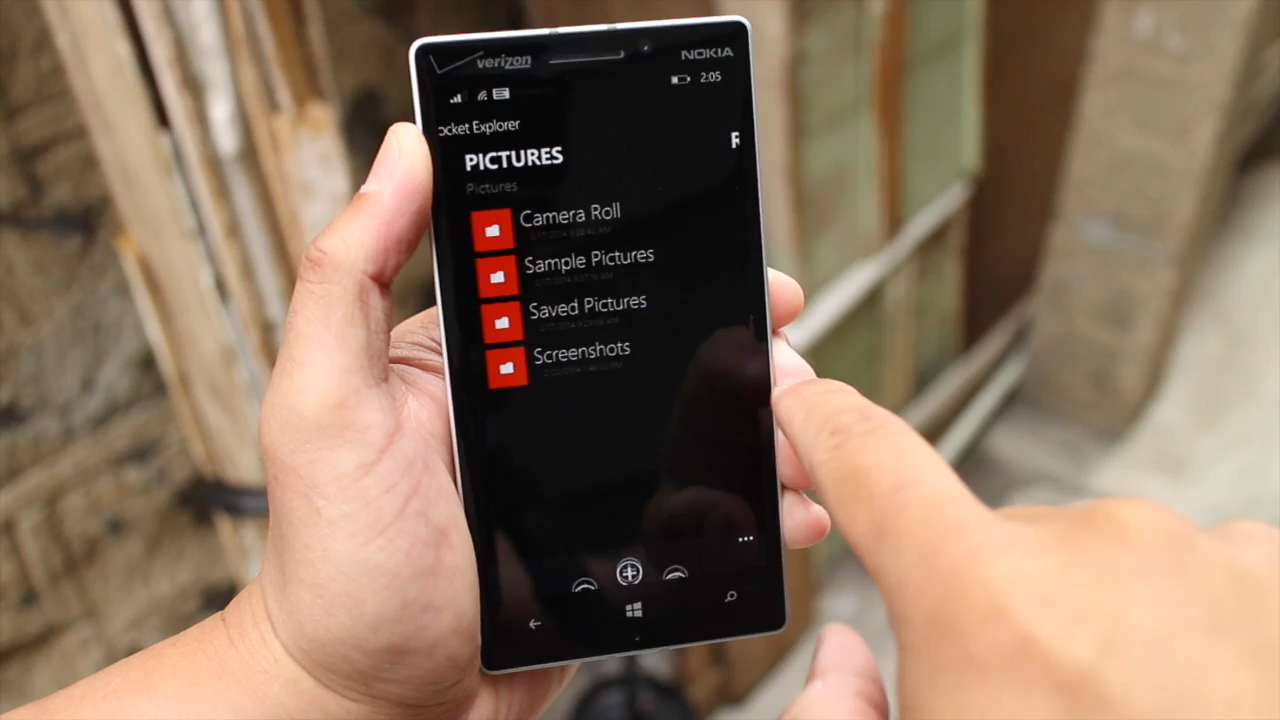 verizon
NOKIA
2:05
ocket Explorer
PICTURES
Pictures
Camera Roll
Sample Pictures
Saved Pictures
Screenshots